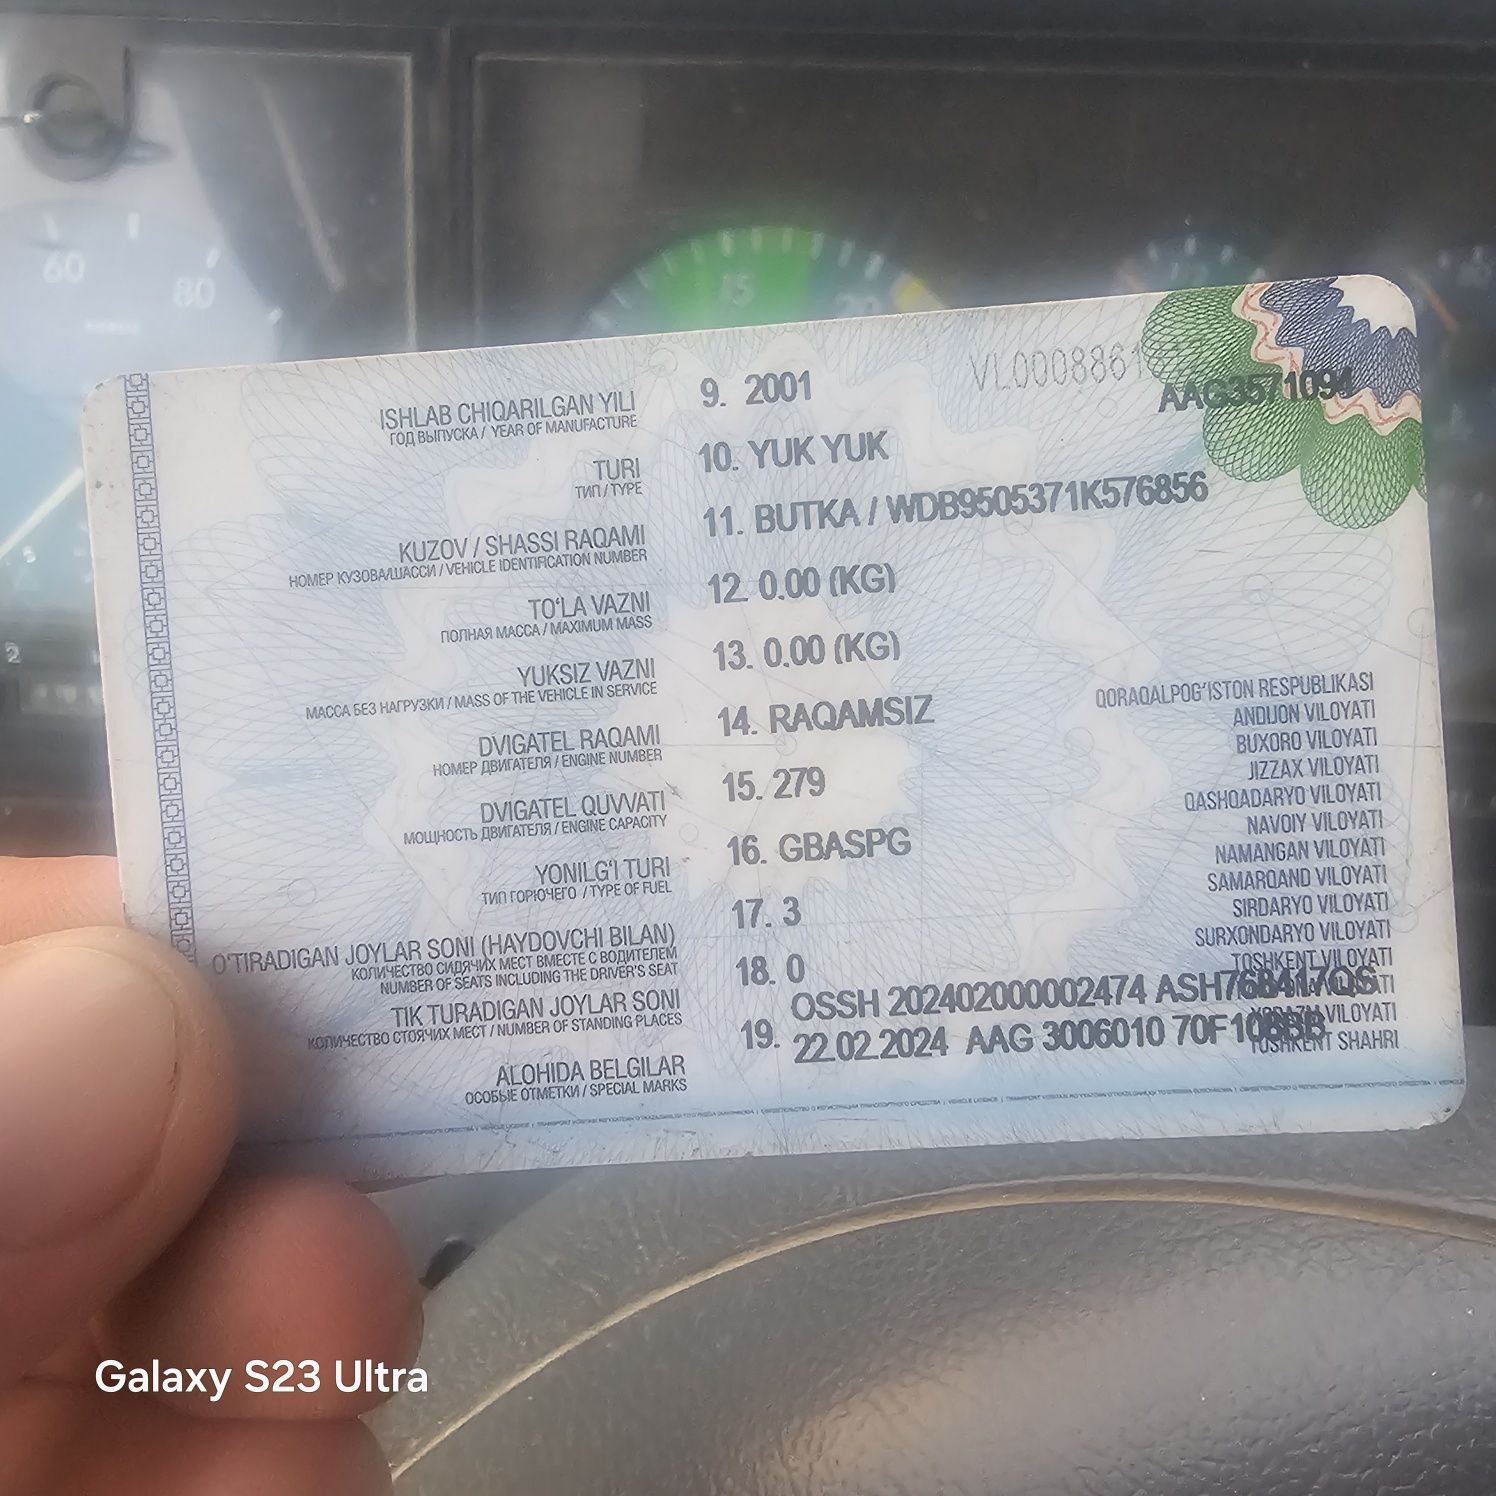 60
80
15
20
VL0008861
AAG3571094
ISHLAB CHIQARILGAN YILI
ГОД ВЫПУСКА / YEAR OF MANUFACTURE
9. 2001
TURI
ТИП / TYPE
10. YUK YUK
KUZOV / SHASSI RAQAMI
НОМЕР КУЗОВА/ШАССИ / VEHICLE IDENTIFICATION NUMBER
11. BUTKA / WDB9505371K576856
TO‘LA VAZNI
ПОЛНАЯ МАССА / MAXIMUM MASS
12. 0.00 (KG)
YUKSIZ VAZNI
МАССА БЕЗ НАГРУЗКИ / MASS OF THE VEHICLE IN SERVICE
13. 0.00 (KG)
DVIGATEL RAQAMI
НОМЕР ДВИГАТЕЛЯ / ENGINE NUMBER
14. RAQAMSIZ
DVIGATEL QUVVATI
МОЩНОСТЬ ДВИГАТЕЛЯ / ENGINE CAPACITY
15. 279
YONILG‘I TURI
ТИП ГОРЮЧЕГО / TYPE OF FUEL
16. GBASPG
O‘TIRADIGAN JOYLAR SONI (HAYDOVCHI BILAN)
КОЛИЧЕСТВО СИДЯЧИХ МЕСТ ВМЕСТЕ С ВОДИТЕЛЕМ
NUMBER OF SEATS INCLUDING THE DRIVER'S SEAT
17. 3
TIK TURADIGAN JOYLAR SONI
КОЛИЧЕСТВО СТОЯЧИХ МЕСТ / NUMBER OF STANDING PLACES
18. 0
ALOHIDA BELGILAR
ОСОБЫЕ ОТМЕТКИ / SPECIAL MARKS
19. OSSH 202402000002474 ASH768417QS
22.02.2024 AAG 3006010 70F108BB
QORAQALPOG‘ISTON RESPUBLIKASI
ANDIJON VILOYATI
BUXORO VILOYATI
JIZZAX VILOYATI
QASHQADARYO VILOYATI
NAVOIY VILOYATI
NAMANGAN VILOYATI
SAMARQAND VILOYATI
SIRDARYO VILOYATI
SURXONDARYO VILOYATI
TOSHKENT VILOYATI
VILOYATI
VILOYATI
TOSHKENT SHAHRI
Galaxy S23 Ultra